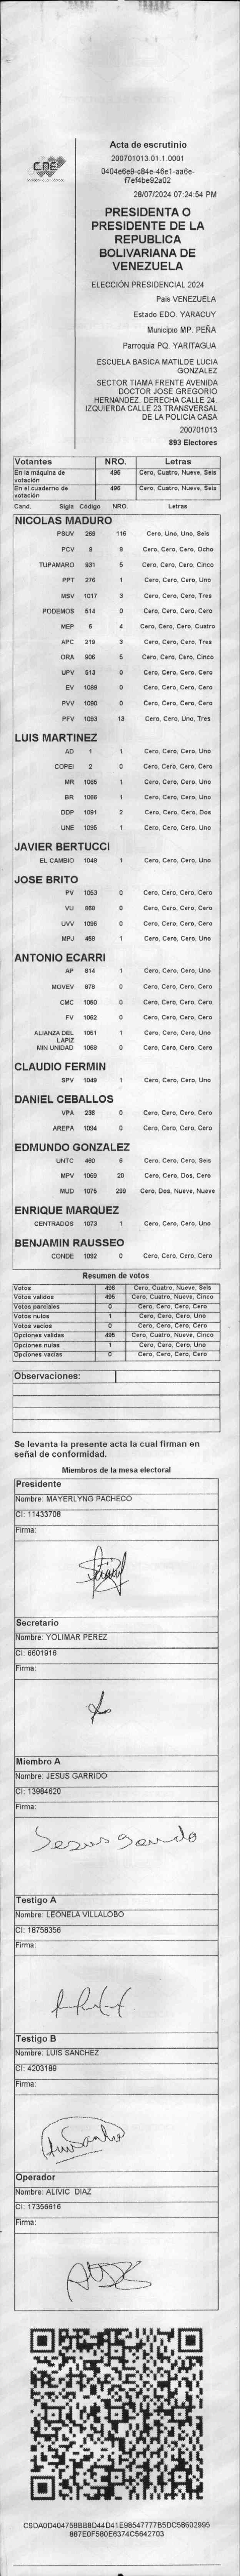 CNE
Acta de escrutinio
200701013.01.1.0001
0404e6e9-c84e-46e1-aa6e-
f7ef4be92a02
28/07/2024 07:24:54 PM
PRESIDENTA O
PRESIDENTE DE LA
REPUBLICA
BOLIVARIANA DE
VENEZUELA
ELECCIÓN PRESIDENCIAL 2024
Pais VENEZUELA
Estado EDO. YARACUY
Municipio MP. PEÑA
Parroquia PQ. YARITAGUA
ESCUELA BASICA MATILDE LUCIA
GONZALEZ
SECTOR TIAMA FRENTE AVENIDA
DOCTOR JOSE GREGORIO
HERNANDEZ. DERECHA CALLE 24.
IZQUIERDA CALLE 23 TRANSVERSAL
DE LA POLICIA CASA
200701013
893 Electores
Votantes NRO. Letras
En la máquina de votación 496 Cero, Cuatro, Nueve, Seis
En el cuaderno de votación 496 Cero, Cuatro, Nueve, Seis
Cand. Sigla Código NRO. Letras
NICOLAS MADURO
PSUV 269 116 Cero, Uno, Uno, Seis
PCV 9 Cero, Cero, Cero, Ocho
TUPAMARO 931 5 Cero, Cero, Cero, Cinco
PPT 276 1 Cero, Cero, Cero, Uno
MSV 1017 3 Cero, Cero, Cero, Tres
PODEMOS 514 0 Cero, Cero, Cero, Cero
MEP 6 4 Cero, Cero, Cero, Cuatro
APC 219 3 Cero, Cero, Cero, Tres
ORA 906 5 Cero, Cero, Cero, Cinco
UPV 513 0 Cero, Cero, Cero, Cero
EV 1089 0 Cero, Cero, Cero, Cero
PVV 1090 0 Cero, Cero, Cero, Cero
PFV 1093 13 Cero, Cero, Uno, Tres
LUIS MARTINEZ
AD 1 1 Cero, Cero, Cero, Uno
COPEI 2 0 Cero, Cero, Cero, Cero
MR 1065 1 Cero, Cero, Cero, Uno
BR 1066 1 Cero, Cero, Cero, Uno
DDP 1091 2 Cero, Cero, Cero, Dos
UNE 1095 1 Cero, Cero, Cero, Uno
JAVIER BERTUCCI
EL CAMBIO 1048 1 Cero, Cero, Cero, Uno
JOSE BRITO
PV 1053 0 Cero, Cero, Cero, Cero
VU 868 0 Cero, Cero, Cero, Cero
UVV 1096 0 Cero, Cero, Cero, Cero
MPJ 458 1 Cero, Cero, Cero, Uno
ANTONIO ECARRI
AP 814 1 Cero, Cero, Cero, Uno
MOVEV 878 0 Cero, Cero, Cero, Cero
CMC 1050 0 Cero, Cero, Cero, Cero
FV 1062 0 Cero, Cero, Cero, Cero
ALIANZA DEL LAPIZ 1051 1 Cero, Cero, Cero, Uno
MIN UNIDAD 1068 0 Cero, Cero, Cero, Cero
CLAUDIO FERMIN
SPV 1049 1 Cero, Cero, Cero, Uno
DANIEL CEBALLOS
VPA 236 0 Cero, Cero, Cero, Cero
AREPA 1094 0 Cero, Cero, Cero, Cero
EDMUNDO GONZALEZ
UNTC 460 6 Cero, Cero, Cero, Seis
MPV 1069 20 Cero, Cero, Dos, Cero
MUD 1075 299 Cero, Dos, Nueve, Nueve
ENRIQUE MARQUEZ
CENTRADOS 1073 1 Cero, Cero, Cero, Uno
BENJAMIN RAUSSEO
CONDE 1092 0 Cero, Cero, Cero, Cero
Resumen de votos
Votos 496 Cero, Cuatro, Nueve, Seis
Votos validos 495 Cero, Cuatro, Nueve, Cinco
Votos parciales 0 Cero, Cero, Cero, Cero
Votos nulos 1 Cero, Cero, Cero, Uno
Votos vacios 0 Cero, Cero, Cero, Cero
Opciones validas 495 Cero, Cuatro, Nueve, Cinco
Opciones nulas 1 Cero, Cero, Cero, Uno
Opciones vacias 0 Cero, Cero, Cero, Cero
Observaciones:
Se levanta la presente acta la cual firman en
señal de conformidad.
Miembros de la mesa electoral
Presidente
Nombre: MAYERLYNG PACHECO
CI: 11433708
Firma:
Secretario
Nombre: YOLIMAR PEREZ
CI: 6601916
Firma:
Miembro A
Nombre: JESUS GARRIDO
CI: 13984620
Firma:
Jesus Garrido
Testigo A
Nombre: LEONELA VILLALOBO
CI: 18758356
Firma:
Testigo B
Nombre: LUIS SANCHEZ
CI: 4203189
Firma:
Operador
Nombre: ALIVIC DIAZ
CI: 17356616
Firma:
C9DA0D404758BB8D44D41E98547777B5DC58602995
887E0F580E6374C5642703